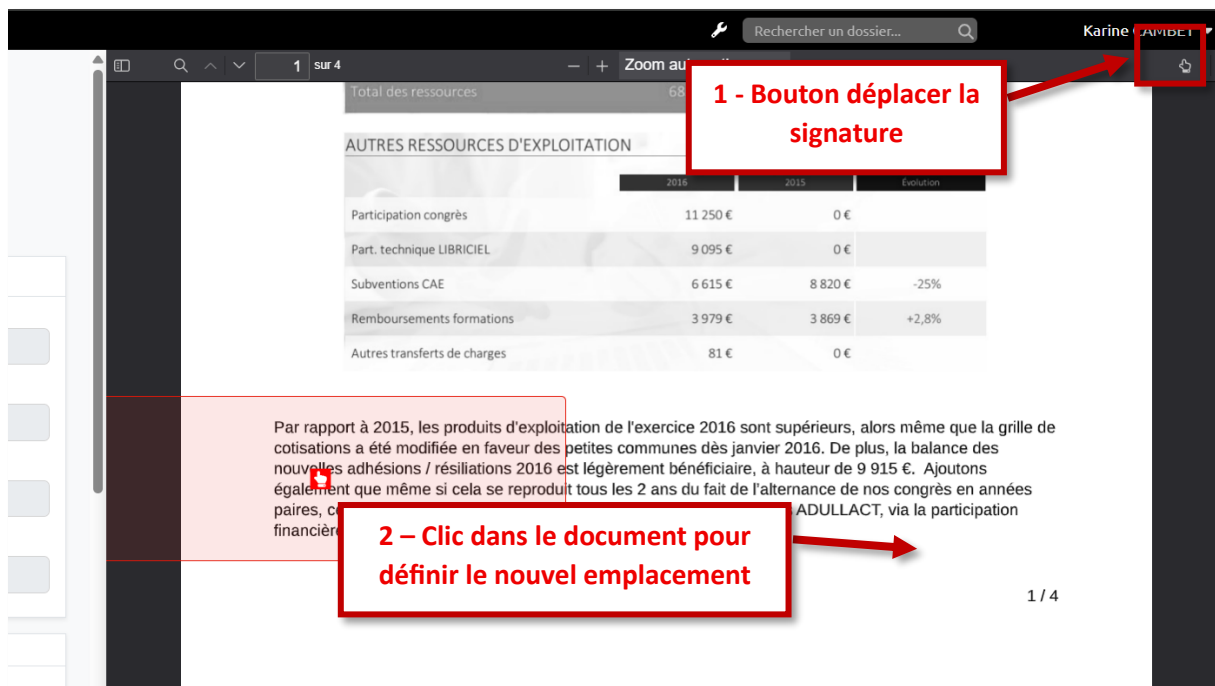 Rechercher un dossier...
Karine CAMBET
1 sur 4
Zoom
1 - Bouton déplacer la
signature
Total des ressources
AUTRES RESSOURCES D'EXPLOITATION
2016 2015 Évolution
Participation congrès 11 250 € 0 €
Part. technique LIBRICIEL 9 095 € 0 €
Subventions CAE 6 615 € 8 820 € -25%
Remboursements formations 3 979 € 3 869 € +2,8%
Autres transferts de charges 81 € 0 €
Par rapport à 2015, les produits d'exploitation de l'exercice 2016 sont supérieurs, alors même que la grille de
cotisations a été modifiée en faveur des petites communes dès janvier 2016. De plus, la balance des
nouvelles adhésions / résiliations 2016 est légèrement bénéficiaire, à hauteur de 9 915 €. Ajoutons
également que même si cela se reproduit tous les 2 ans du fait de l'alternance de nos congrès en années
paires, ADULLACT, via la participation
2 – Clic dans le document pour
définir le nouvel emplacement
1 / 4